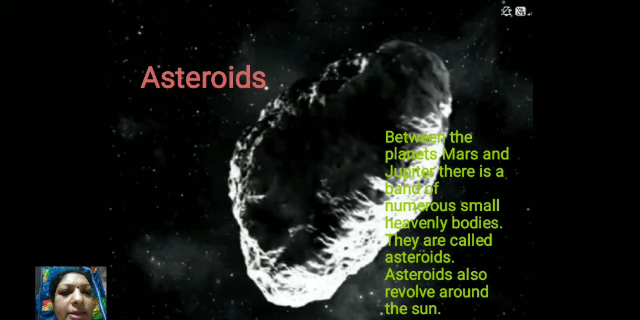 Asteroids
Between the
planets Mars and
Jupiter there is a
band of
numerous small
heavenly bodies.
They are called
asteroids.
Asteroids also
revolve around
the sun.